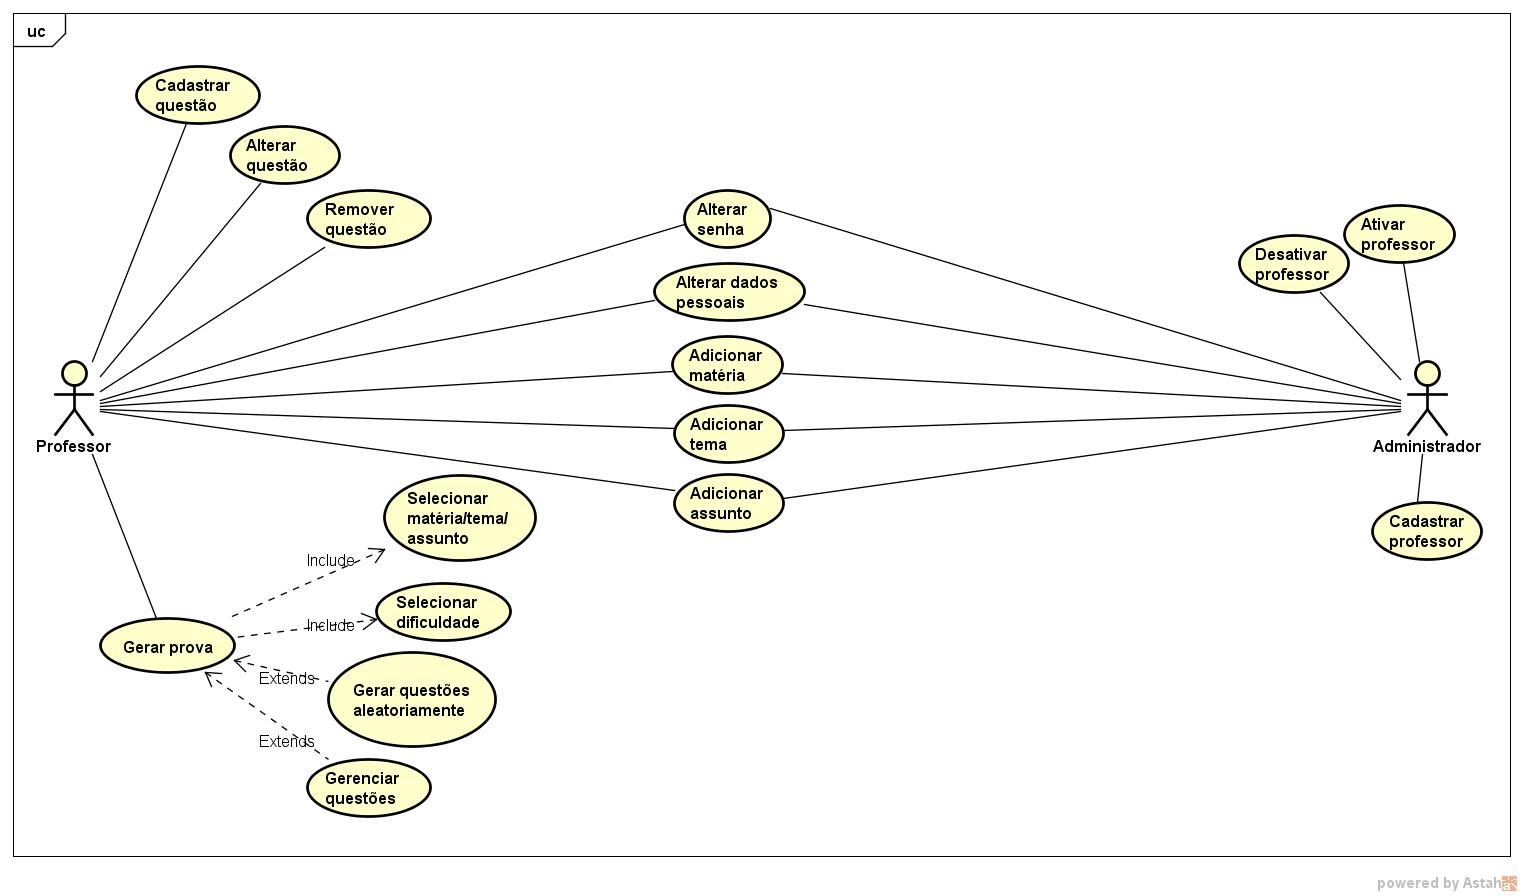 uc
Cadastrar
questão
Alterar
questão
Remover
questão
Alterar
senha
Alterar dados
pessoais
Adicionar
matéria
Adicionar
tema
Adicionar
assunto
Ativar
professor
Desativar
professor
Professor
Administrador
Cadastrar
professor
Selecionar
matéria/tema/
assunto
Include
Selecionar
dificuldade
Include
Gerar prova
Extends
Gerar questões
aleatoriamente
Extends
Gerenciar
questões
powered by Astah